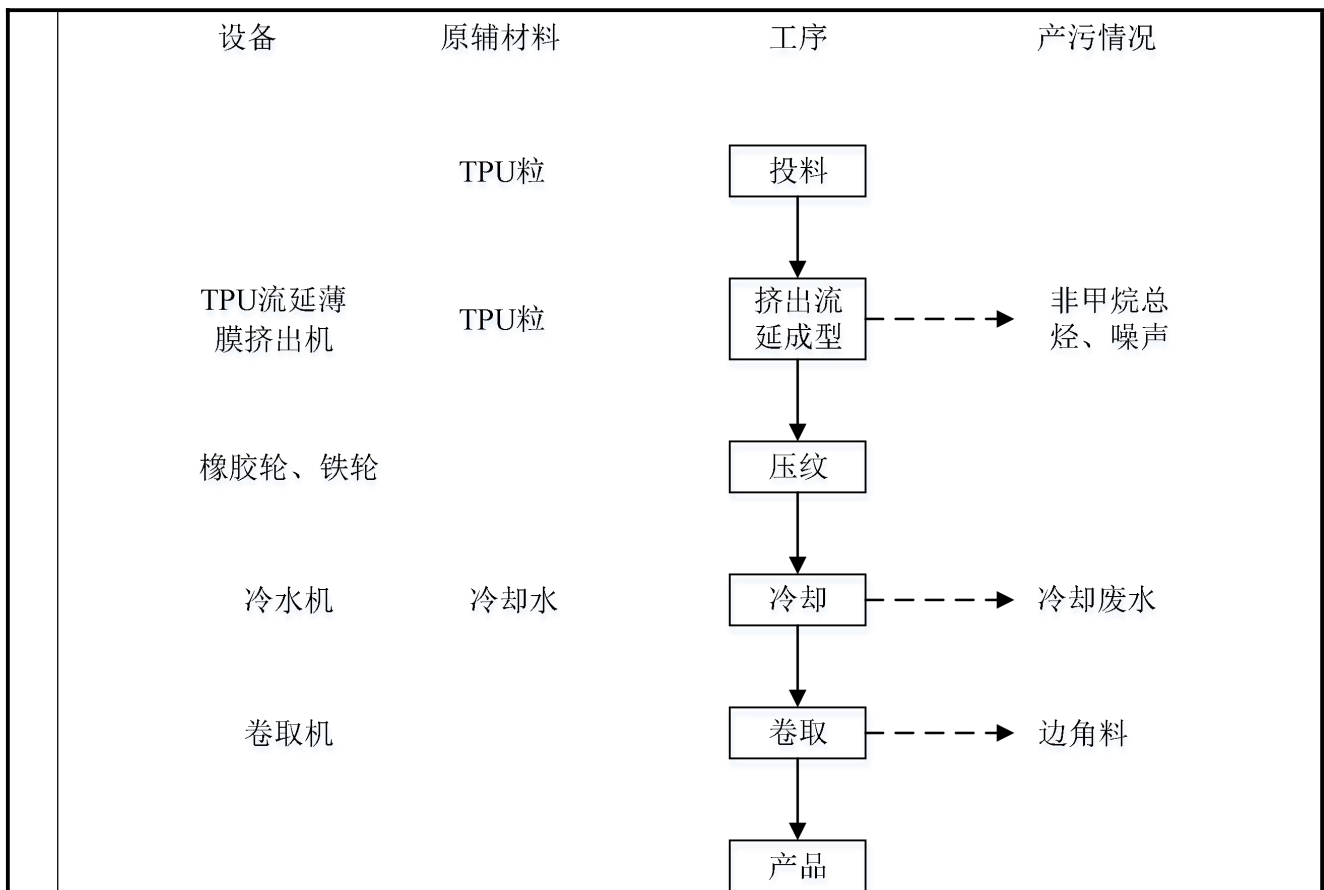 设备 原辅材料 工序 产污情况
TPU粒 投料
TPU流延薄
膜挤出机
TPU粒
挤出流
延成型
非甲烷总
烃、噪声
橡胶轮、铁轮 压纹
冷水机 冷却水 冷却 冷却废水
卷取机 卷取 边角料
产品